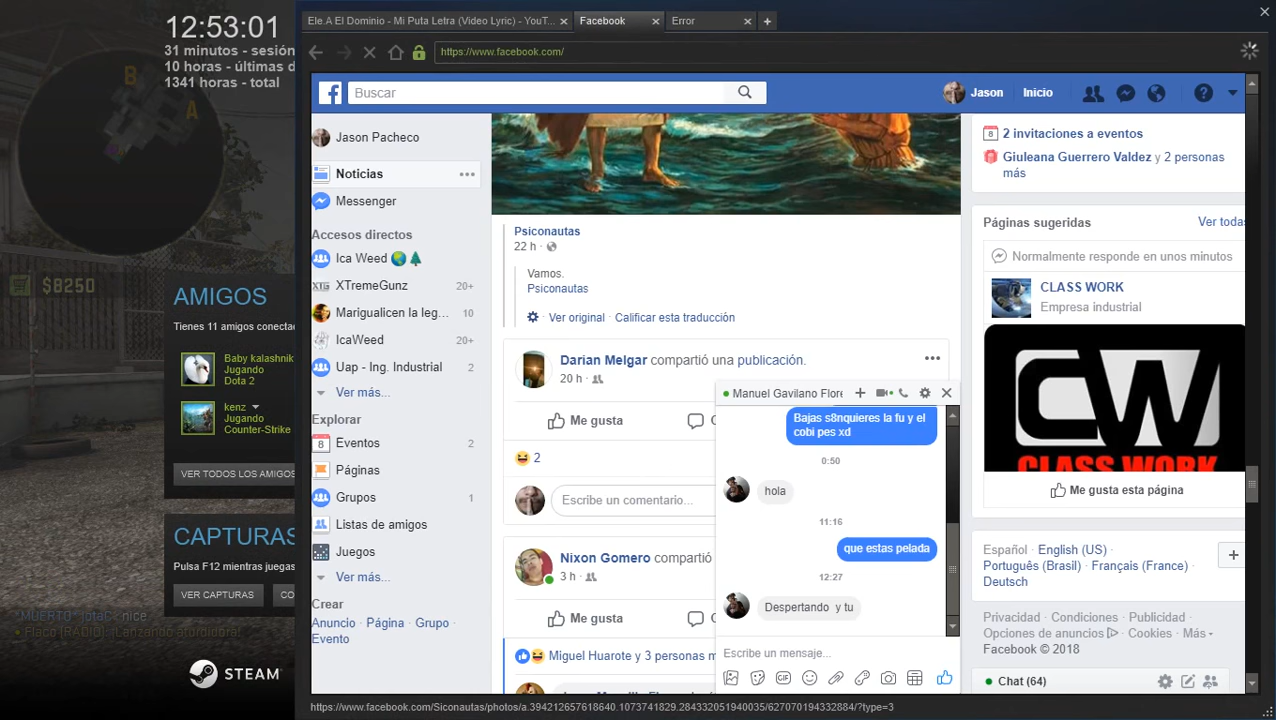 12:53:01
31 minutos - sesión
10 horas - últimas d
1341 horas - total
B
A
$8250
AMIGOS
Tienes 11 amigos conecta
Baby kalashnik
Jugando
Dota 2
kenz
Jugando
Counter-Strike
VER TODOS LOS AMIGOS
CAPTURAS
Pulsa F12 mientras juegas
VER CAPTURAS
CO
*MUERTO* jotaC: nice
Flaco (RADIO): ¡Lanzando aturdidora!
STEAM
Ele A El Dominio - Mi Puta Letra (Video Lyric) - YouT...
Facebook
Error
https://www.facebook.com/
Buscar
Jason
Inicio
Jason Pacheco
Noticias
Messenger
Accesos directos
Ica Weed
XTremeGunz 20+
Marigualicen la leg... 10
IcaWeed 20+
Uap - Ing. Industrial 2
Ver más...
Explorar
Eventos 2
Páginas
Grupos 1
Listas de amigos
Juegos
Ver más...
Crear
Anuncio · Página · Grupo ·
Evento
Psiconautas
22 h ·
Vamos.
Psiconautas
Ver original · Calificar esta traducción
Darian Melgar compartió una publicación.
20 h ·
Me gusta
2
Escribe un comentario...
Nixon Gomero compartió
3 h ·
Me gusta
Miguel Huarote y 3 personas m
Manuel Gavilano Flore
Bajas s8nquieres la fu y el
cobi pes xd
0:50
hola
11:16
que estas pelada
12:27
Despertando y tu
Escribe un mensaje...
GIF
8 2 invitaciones a eventos
Giuleana Guerrero Valdez y 2 personas
más
Páginas sugeridas
Ver todas
Normalmente responde en unos minutos
CLASS WORK
Empresa industrial
CW
CLASS WORK
Me gusta esta página
Español · English (US) ·
Português (Brasil) · Français (France) ·
Deutsch
Privacidad · Condiciones · Publicidad ·
Opciones de anuncios · Cookies · Más
Facebook © 2018
Chat (64)
https://www.facebook.com/Siconautas/photos/a.394212657618640.1073741829.284332051940035/627070194332884/?type=3